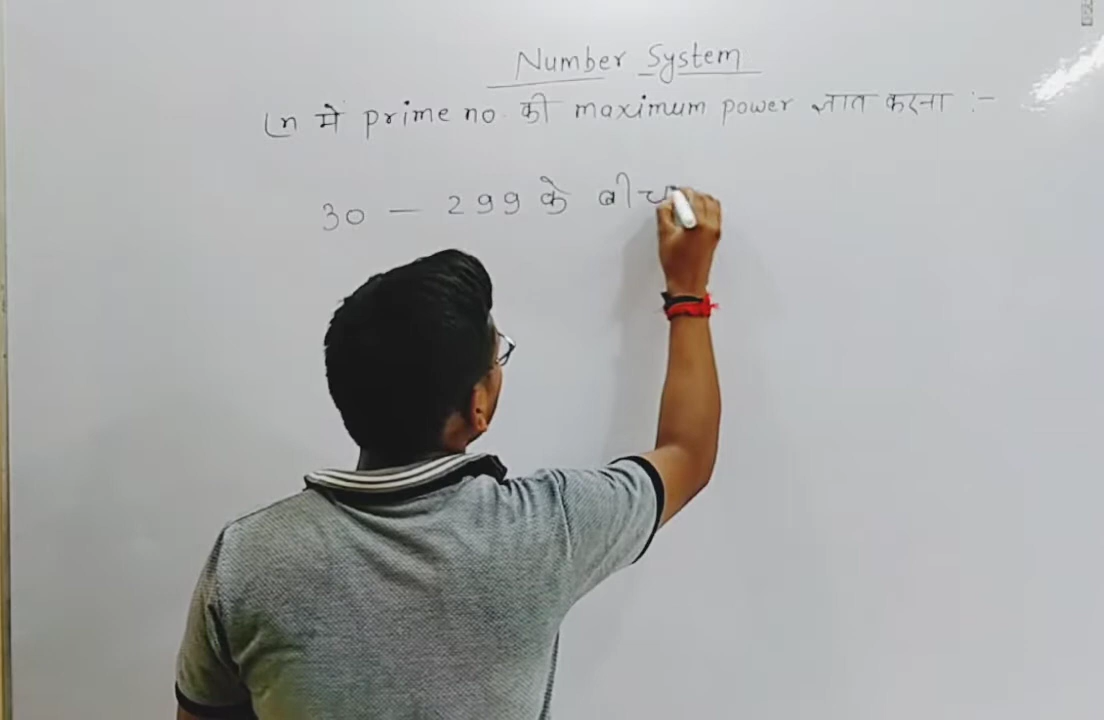 Number System
Ln में prime no. की maximum power ज्ञात करना :-
30 - 299 के बीच